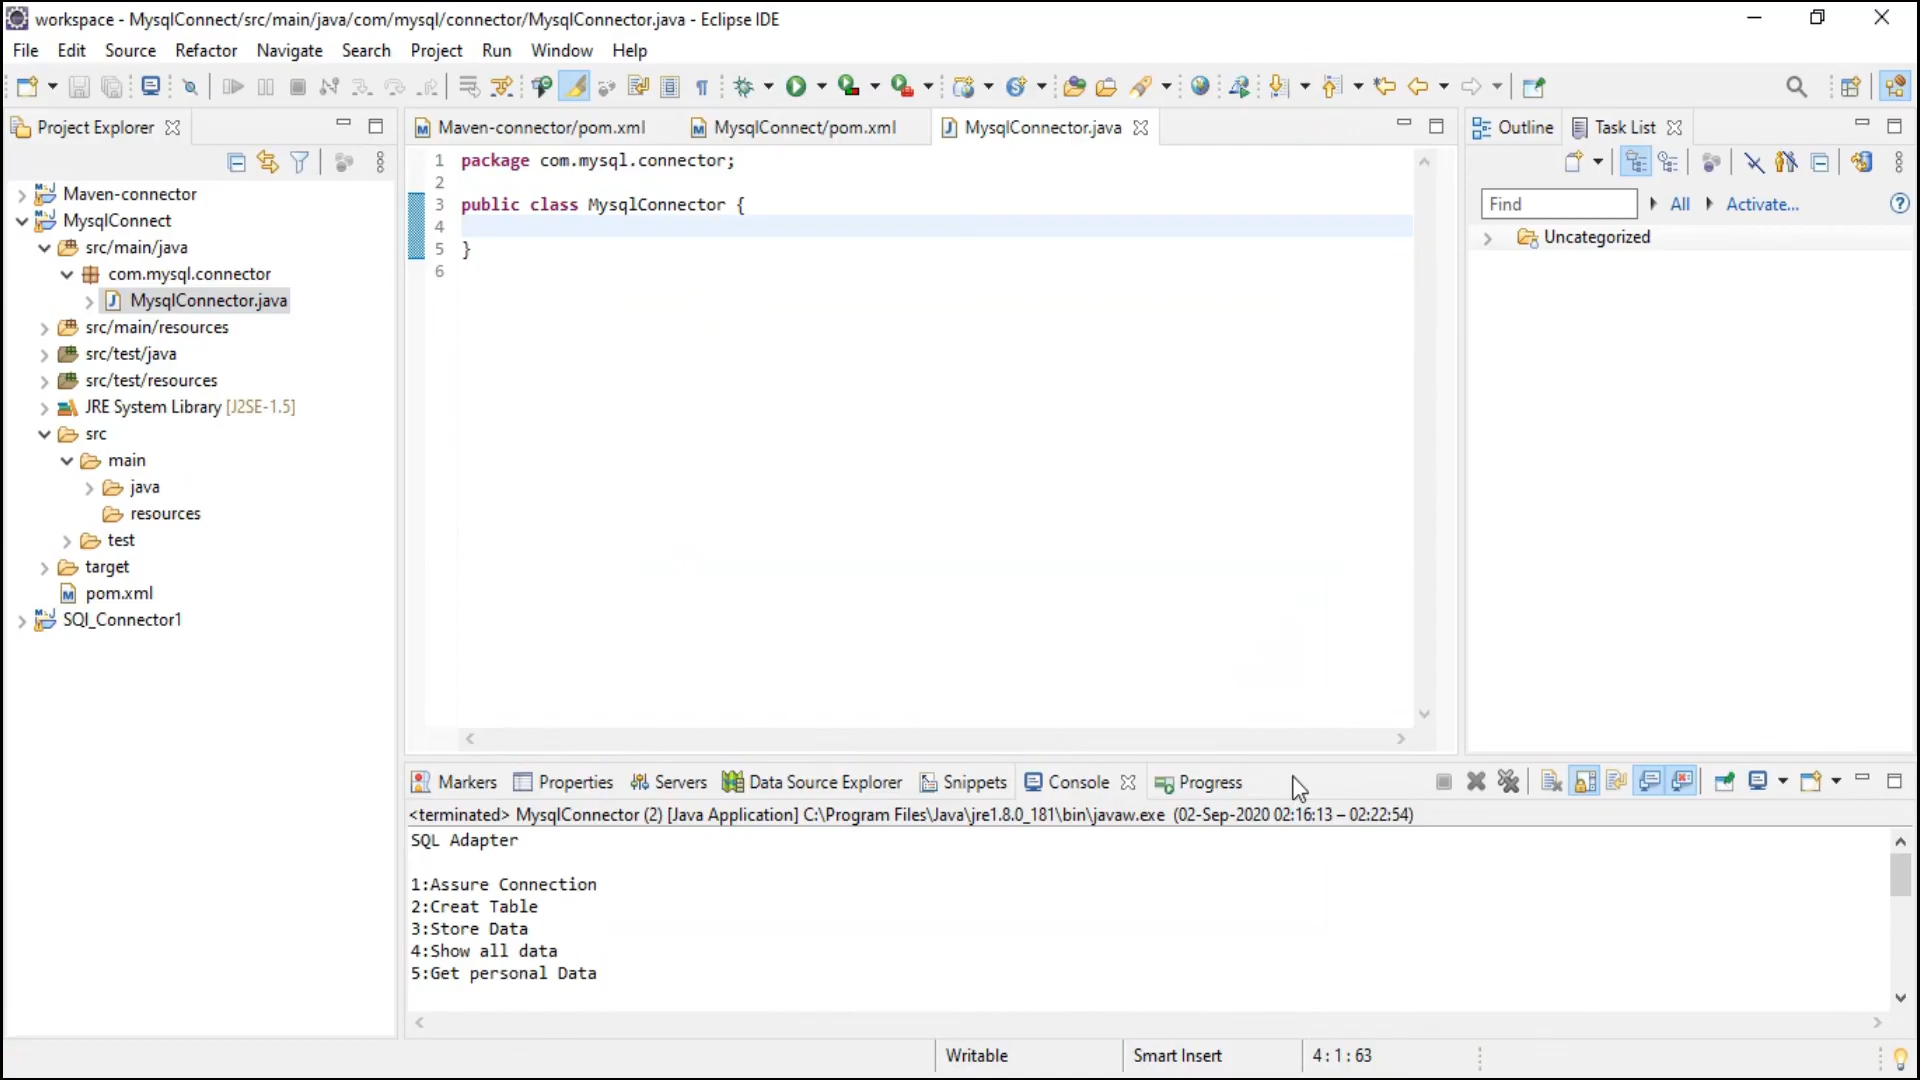 workspace - MysqlConnect/src/main/java/com/mysql/connector/MysqlConnector.java - Eclipse IDE
File Edit Source Refactor Navigate Search Project Run Window Help
Project Explorer
Maven-connector
MysqlConnect
src/main/java
com.mysql.connector
MysqlConnector.java
src/main/resources
src/test/java
src/test/resources
JRE System Library [J2SE-1.5]
src
main
java
resources
test
target
pom.xml
SQl_Connector1
Maven-connector/pom.xml MysqlConnect/pom.xml MysqlConnector.java
1 package com.mysql.connector;
2
3 public class MysqlConnector {
4
5 }
6
Outline Task List
Find All Activate...
Uncategorized
Markers Properties Servers Data Source Explorer Snippets Console Progress
<terminated> MysqlConnector (2) [Java Application] C:\Program Files\Java\jre1.8.0_181\bin\javaw.exe (02-Sep-2020 02:16:13 – 02:22:54)
SQL Adapter
1:Assure Connection
2:Creat Table
3:Store Data
4:Show all data
5:Get personal Data
Writable Smart Insert 4 : 1 : 63